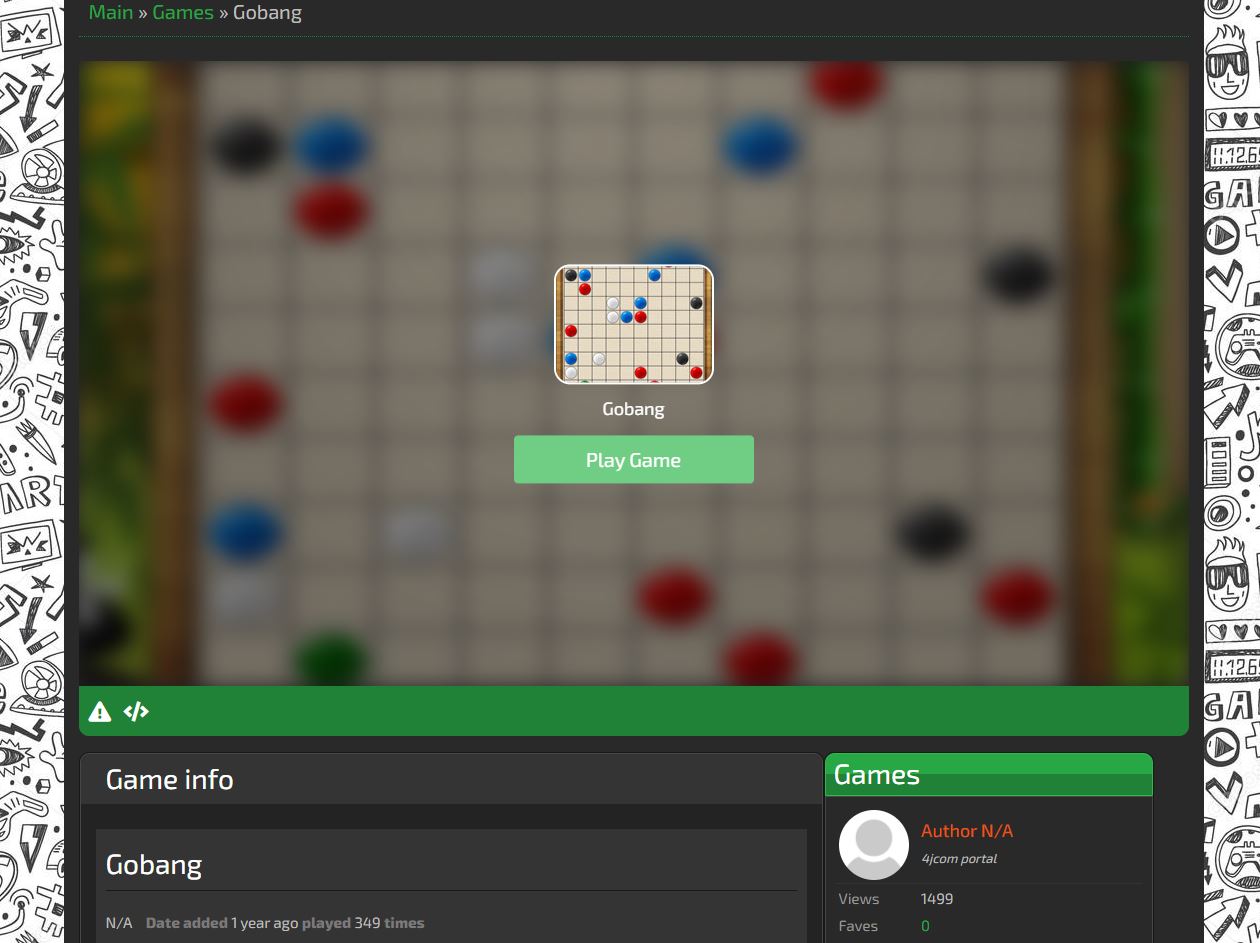 Main » Games » Gobang
Gobang
Play Game
Game info
Games
Gobang
Author N/A
4jcom portal
Views 1499
Faves 0
N/A Date added 1 year ago played 349 times